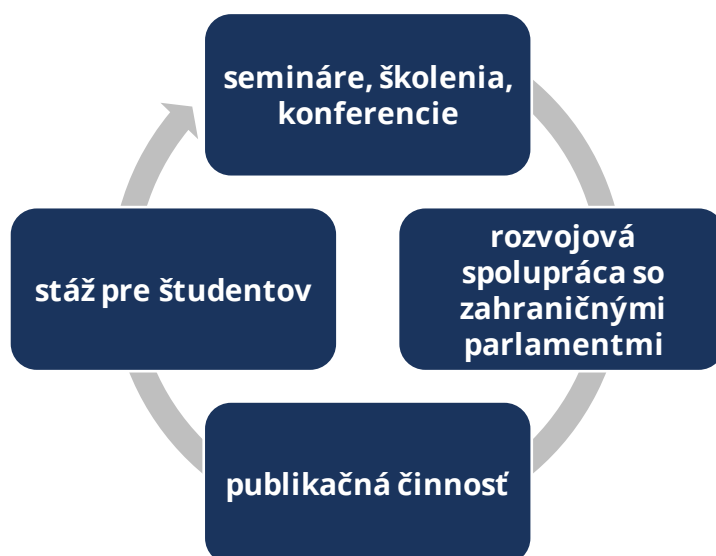 semináre, školenia,
konferencie
rozvojová
spolupráca so
zahraničnými
parlamentmi
stáž pre študentov
publikačná činnosť